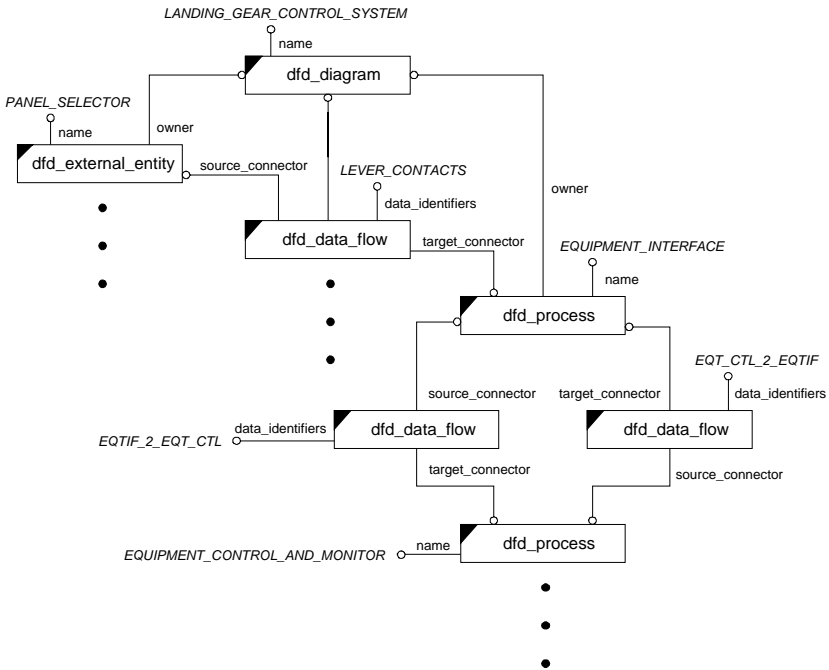 LANDING_GEAR_CONTROL_SYSTEM
name
dfd_diagram
PANEL_SELECTOR
name
owner
dfd_external_entity
source_connector
LEVER_CONTACTS
data_identifiers
owner
dfd_data_flow
target_connector
EQUIPMENT_INTERFACE
name
dfd_process
EQT_CTL_2_EQTIF
source_connector
target_connector
data_identifiers
EQTIF_2_EQT_CTL
data_identifiers
dfd_data_flow
dfd_data_flow
target_connector
source_connector
EQUIPMENT_CONTROL_AND_MONITOR
name
dfd_process